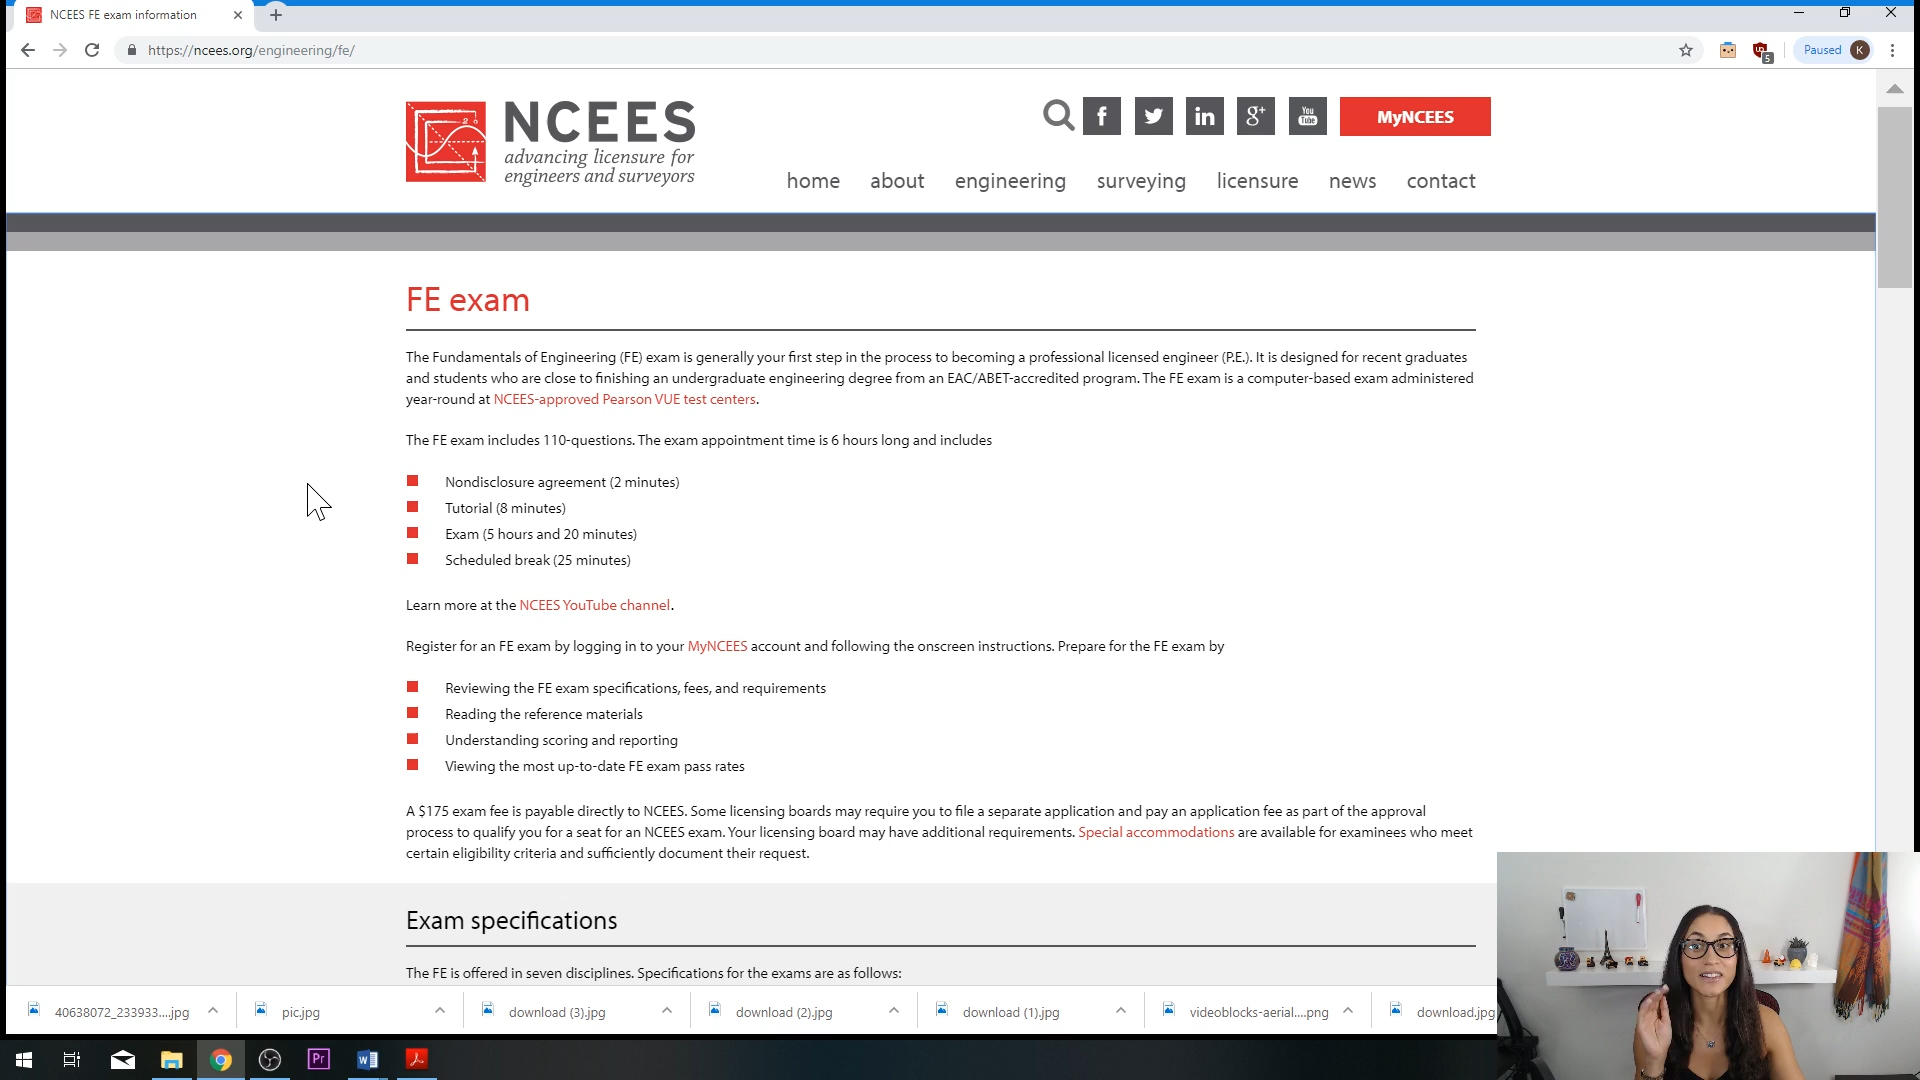 NCEES FE exam information
https://ncees.org/engineering/fe/
5
Paused K
NCEES
advancing licensure for
engineers and surveyors
f
in
g+
You
Tube
MyNCEES
home about engineering surveying licensure news contact
FE exam
The Fundamentals of Engineering (FE) exam is generally your first step in the process to becoming a professional licensed engineer (P.E.). It is designed for recent graduates
and students who are close to finishing an undergraduate engineering degree from an EAC/ABET-accredited program. The FE exam is a computer-based exam administered
year-round at NCEES-approved Pearson VUE test centers.
The FE exam includes 110-questions. The exam appointment time is 6 hours long and includes
Nondisclosure agreement (2 minutes)
Tutorial (8 minutes)
Exam (5 hours and 20 minutes)
Scheduled break (25 minutes)
Learn more at the NCEES YouTube channel.
Register for an FE exam by logging in to your MyNCEES account and following the onscreen instructions. Prepare for the FE exam by
Reviewing the FE exam specifications, fees, and requirements
Reading the reference materials
Understanding scoring and reporting
Viewing the most up-to-date FE exam pass rates
A $175 exam fee is payable directly to NCEES. Some licensing boards may require you to file a separate application and pay an application fee as part of the approval
process to qualify you for a seat for an NCEES exam. Your licensing board may have additional requirements. Special accommodations are available for examinees who meet
certain eligibility criteria and sufficiently document their request.
Exam specifications
The FE is offered in seven disciplines. Specifications for the exams are as follows:
40638072_233933....jpg pic.jpg download (3).jpg download (2).jpg download (1).jpg videoblocks-aerial....png download.jpg
Pr